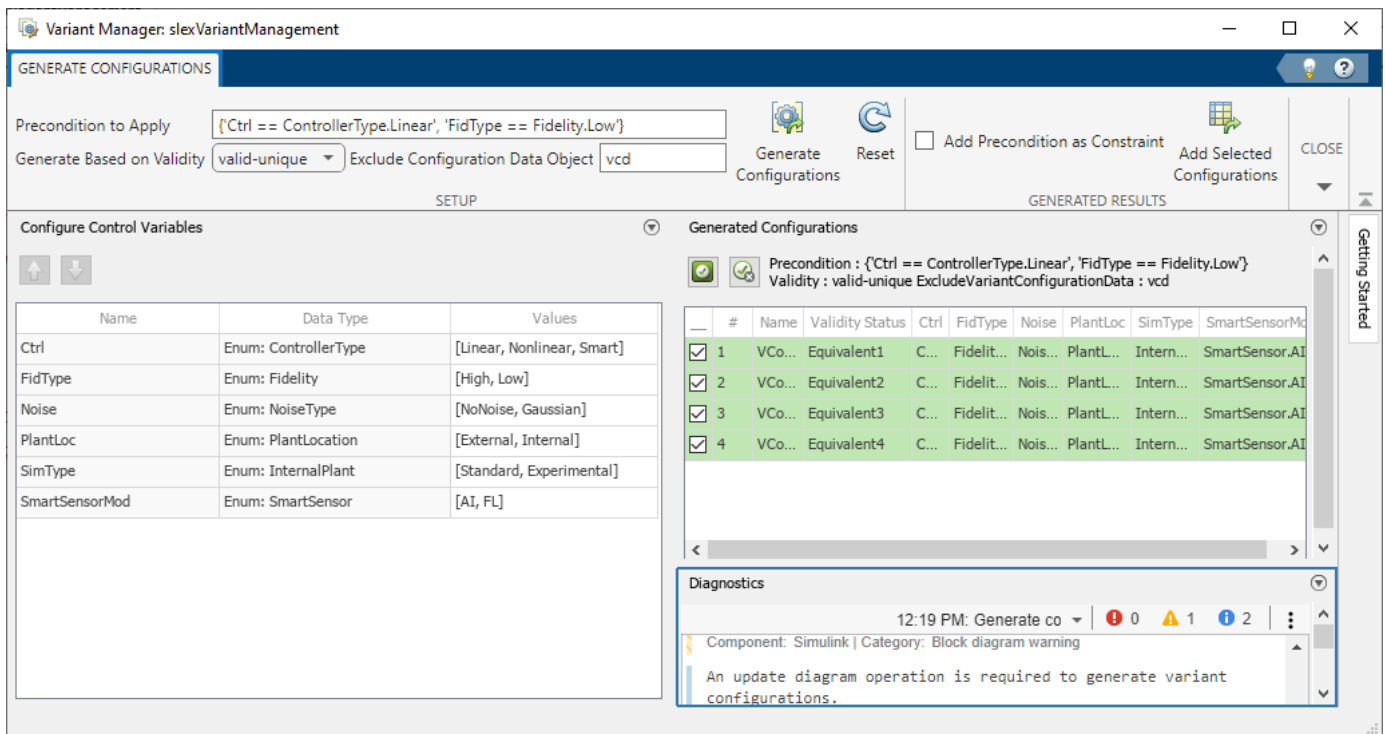 Variant Manager: slexVariantManagement
GENERATE CONFIGURATIONS
Precondition to Apply {'Ctrl == ControllerType.Linear', 'FidType == Fidelity.Low'}
Generate Based on Validity valid-unique Exclude Configuration Data Object vcd
Generate Configurations
Reset
SETUP
Add Precondition as Constraint
Add Selected Configurations
GENERATED RESULTS
CLOSE
Configure Control Variables
Name Data Type Values
Ctrl Enum: ControllerType [Linear, Nonlinear, Smart]
FidType Enum: Fidelity [High, Low]
Noise Enum: NoiseType [NoNoise, Gaussian]
PlantLoc Enum: PlantLocation [External, Internal]
SimType Enum: InternalPlant [Standard, Experimental]
SmartSensorMod Enum: SmartSensor [AI, FL]
Generated Configurations
Precondition : {'Ctrl == ControllerType.Linear', 'FidType == Fidelity.Low'}
Validity : valid-unique ExcludeVariantConfigurationData : vcd
# Name Validity Status Ctrl FidType Noise PlantLoc SimType SmartSensorMo
1 VCo... Equivalent1 C... Fidelit... Nois... PlantL... Intern... SmartSensor.AI
2 VCo... Equivalent2 C... Fidelit... Nois... PlantL... Intern... SmartSensor.AI
3 VCo... Equivalent3 C... Fidelit... Nois... PlantL... Intern... SmartSensor.AI
4 VCo... Equivalent4 C... Fidelit... Nois... PlantL... Intern... SmartSensor.AI
Diagnostics
12:19 PM: Generate co 0 1 2
Component: Simulink | Category: Block diagram warning
An update diagram operation is required to generate variant
configurations.
Getting Started